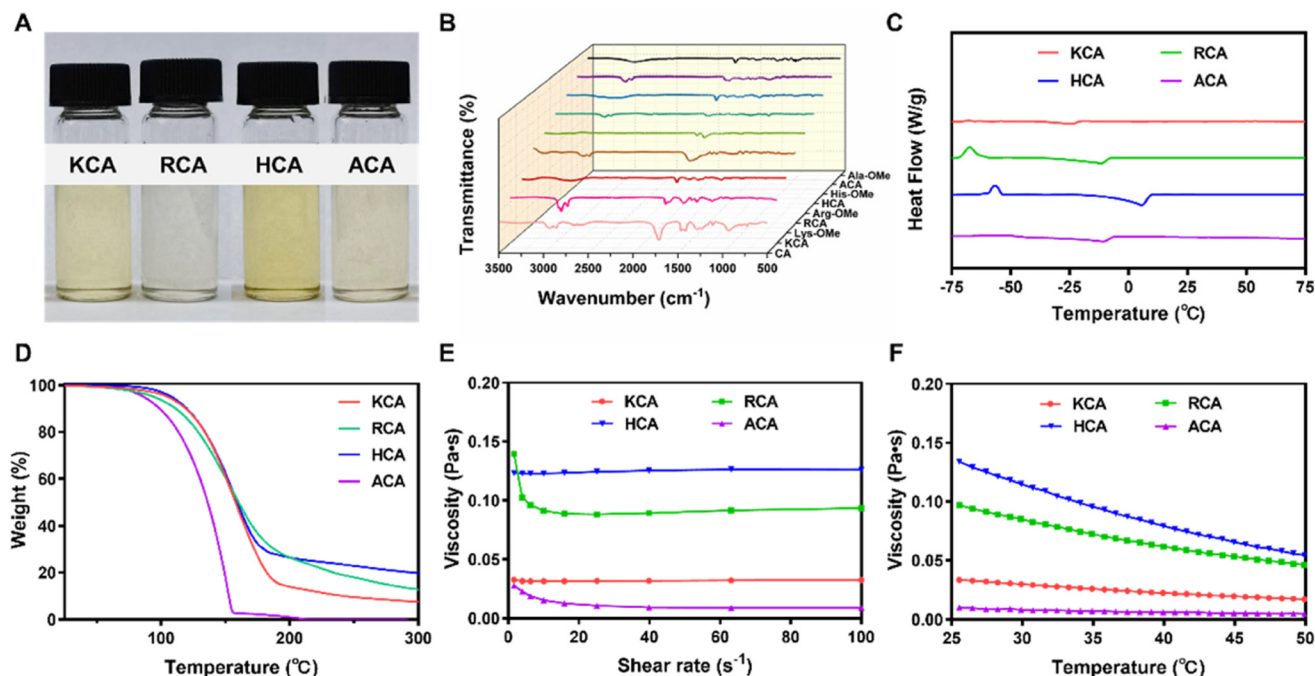 A
KCA RCA HCA ACA
B
Transmittance (%)
3500 3000 2500 2000 1500 1000 500
Wavenumber (cm-1)
Ala-OMe
ACA
His-OMe
HCA
Arg-OMe
RCA
Lys-OMe
KCA
CA
C
Heat Flow (W/g)
KCA RCA
HCA ACA
-75 -50 -25 0 25 50 75
Temperature (℃)
D
Weight (%)
100
80
60
40
20
0
KCA
RCA
HCA
ACA
100 200 300
Temperature (℃)
E
Viscosity (Pa•s)
0.20
0.15
0.10
0.05
0.00
KCA RCA
HCA ACA
0 20 40 60 80 100
Shear rate (s-1)
F
Viscosity (Pa•s)
0.20
0.15
0.10
0.05
0.00
KCA RCA
HCA ACA
25 30 35 40 45 50
Temperature (℃)